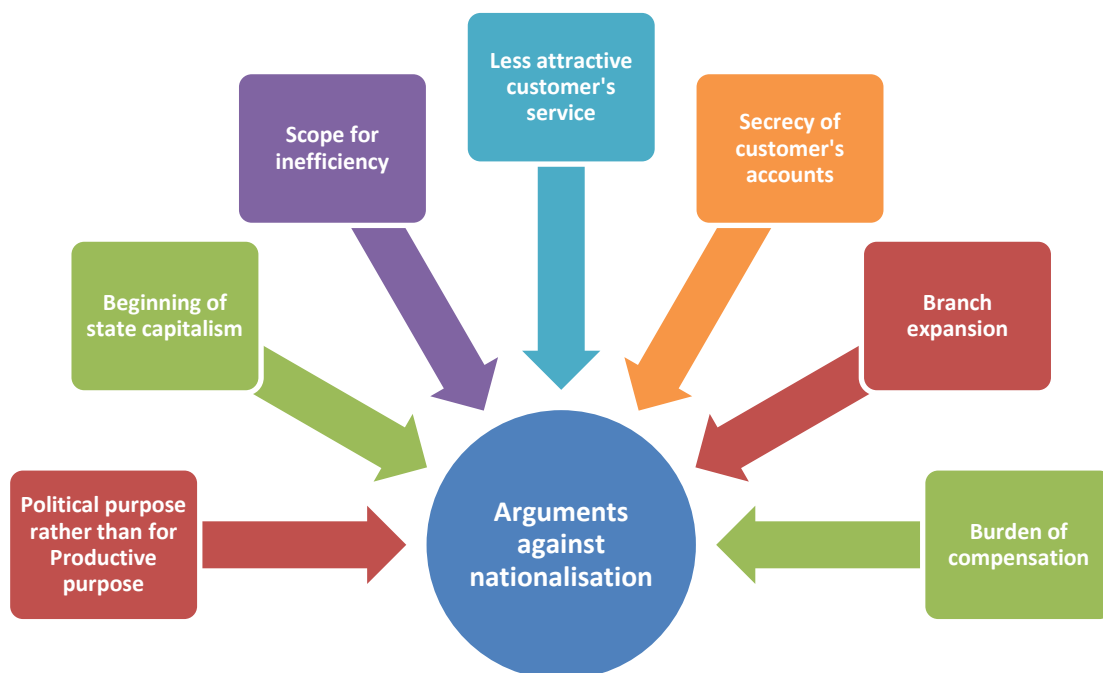 Less attractive
customer's
service
Scope for
inefficiency
Secrecy of
customer's
accounts
Beginning of
state capitalism
Branch
expansion
Political purpose
rather than for
Productive
purpose
Arguments
against
nationalisation
Burden of
compensation